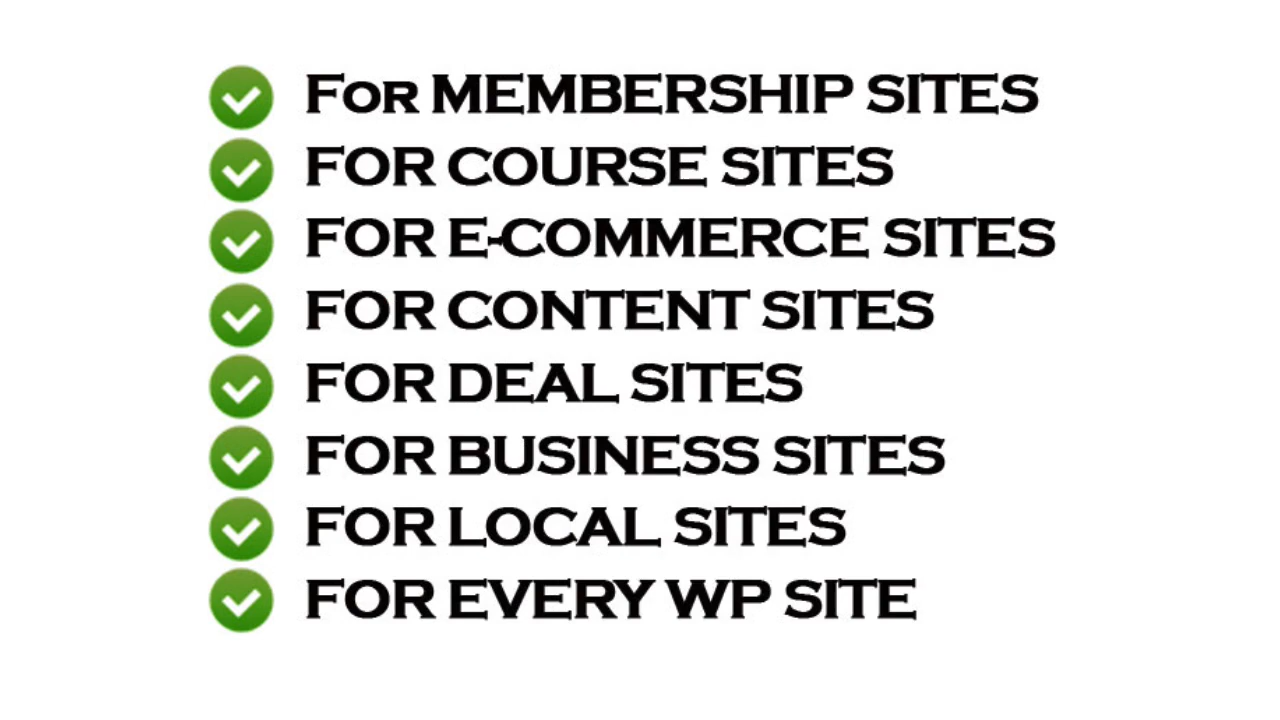 For MEMBERSHIP SITES
FOR COURSE SITES
FOR E-COMMERCE SITES
FOR CONTENT SITES
FOR DEAL SITES
FOR BUSINESS SITES
FOR LOCAL SITES
FOR EVERY WP SITE